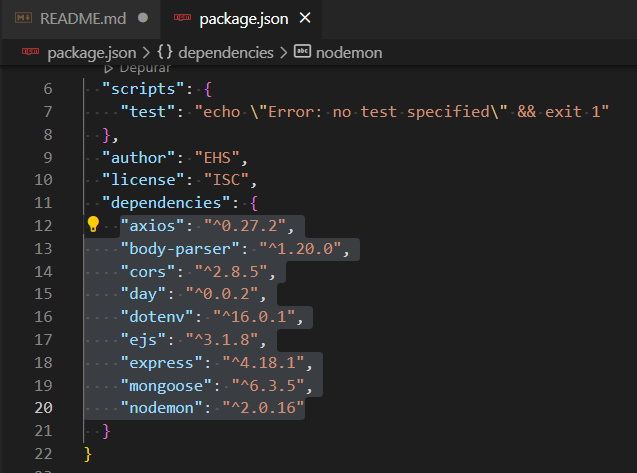 README.md
package.json
package.json > {} dependencies > abc nodemon
Depurar
6 "scripts": {
7 "test": "echo \"Error: no test specified\" && exit 1"
8 },
9 "author": "EHS",
10 "license": "ISC",
11 "dependencies": {
12 "axios": "^0.27.2",
13 "body-parser": "^1.20.0",
14 "cors": "^2.8.5",
15 "day": "^0.0.2",
16 "dotenv": "^16.0.1",
17 "ejs": "^3.1.8",
18 "express": "^4.18.1",
19 "mongoose": "^6.3.5",
20 "nodemon": "^2.0.16"
21 }
22 }